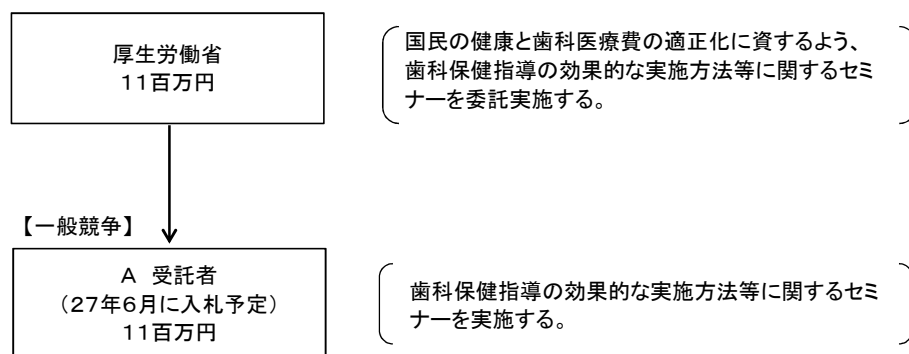 厚生労働省
11百万円
国民の健康と歯科医療費の適正化に資するよう、
歯科保健指導の効果的な実施方法等に関するセミ
ナーを委託実施する。
【一般競争】
A 受託者
(27年6月に入札予定)
11百万円
歯科保健指導の効果的な実施方法等に関するセミ
ナーを実施する。